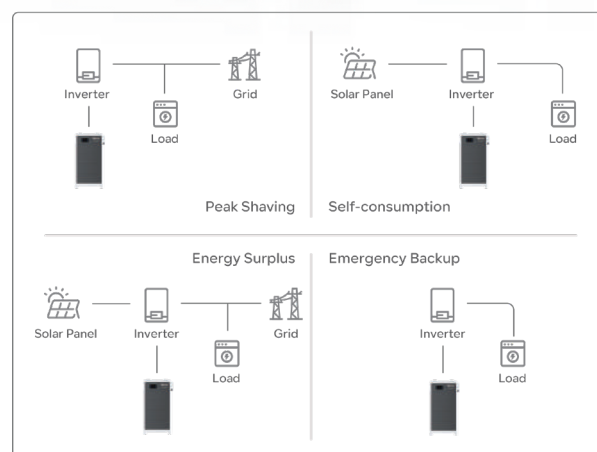 Inverter
Grid
Load
Peak Shaving
Solar Panel
Inverter
Load
Self-consumption
Energy Surplus
Solar Panel
Inverter
Grid
Load
Emergency Backup
Inverter
Load